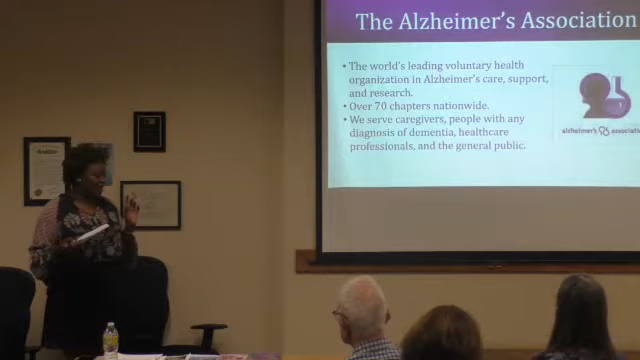 The Alzheimer's Association
• The world's leading voluntary health
organization in Alzheimer's care, support,
and research.
• Over 70 chapters nationwide.
• We serve caregivers, people with any
diagnosis of dementia, healthcare
professionals, and the general public.
alzheimer's associatio